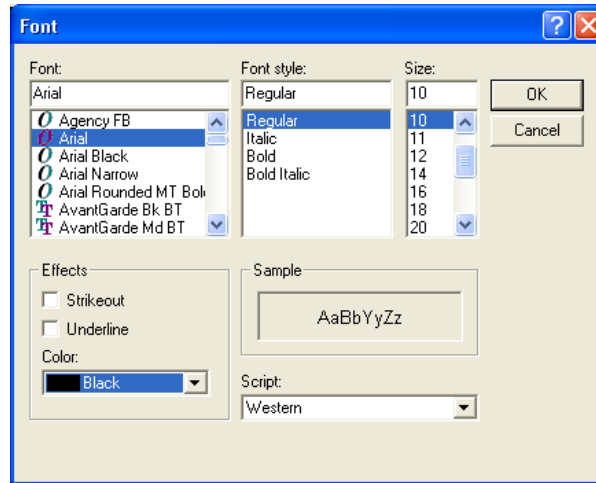 Font
?
Font:
Font style:
Size:
Arial
Regular
10
OK
Agency FB
Arial
Arial Black
Arial Narrow
Arial Rounded MT Bol
AvantGarde Bk BT
AvantGarde Md BT
Regular
Italic
Bold
Bold Italic
10
11
12
14
16
18
20
Cancel
Effects
Strikeout
Underline
Color:
Black
Sample
AaBbYyZz
Script:
Western